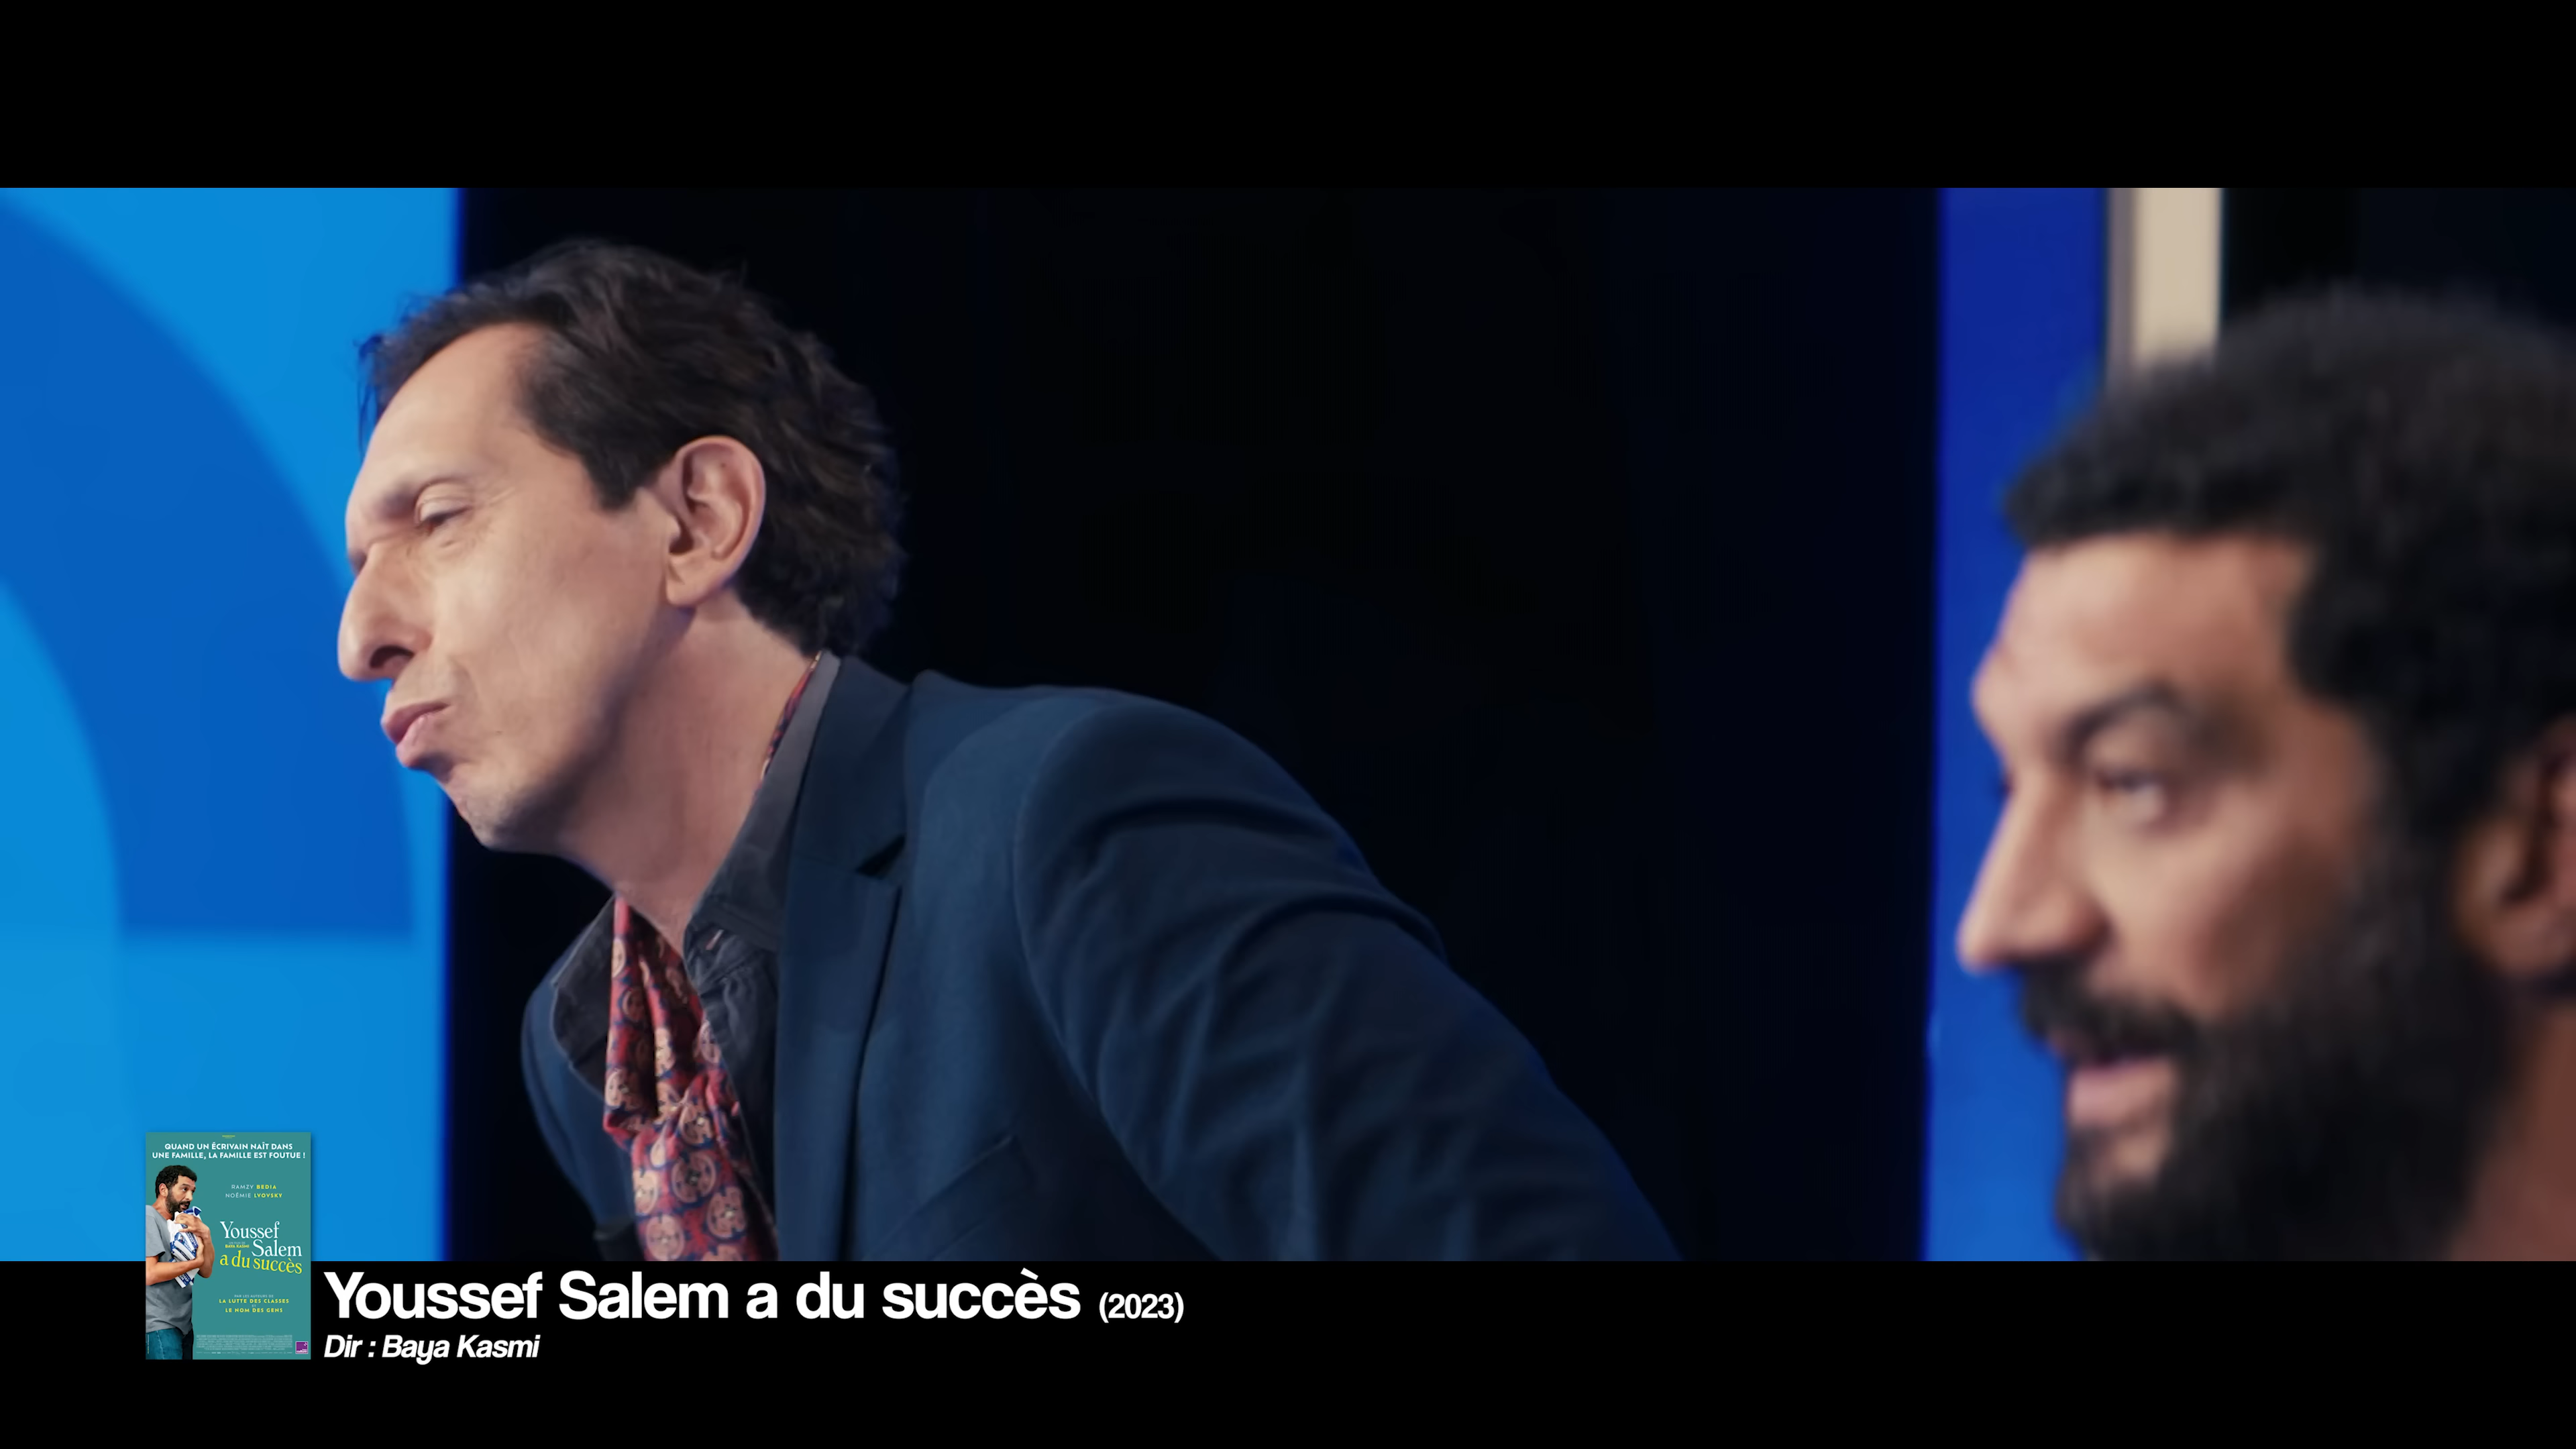 QUAND UN ÉCRIVAIN NAÎT DANS
UNE FAMILLE, LA FAMILLE EST FOUTUE !
RAMZY BEDIA
NOÉMIE LVOVSKY
Youssef
Salem
a du succès
LA LUTTE DES CLASSES
LE NOM DES GENS
Youssef Salem a du succès (2023)
Dir : Baya Kasmi